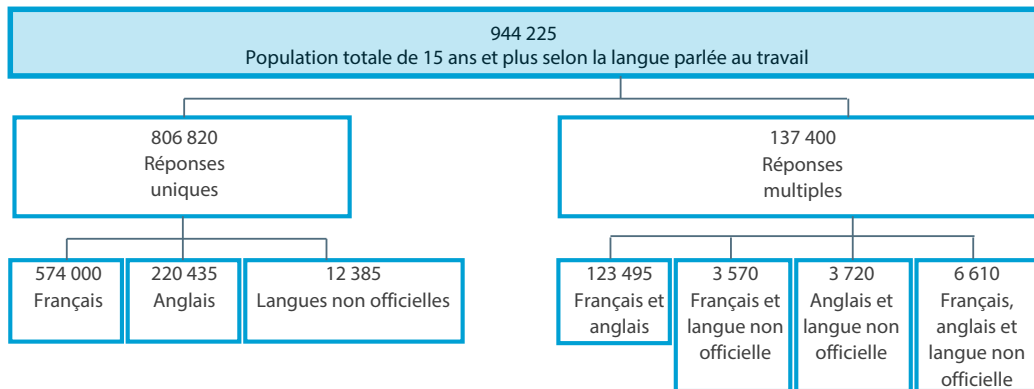 944 225
Population totale de 15 ans et plus selon la langue parlée au travail
806 820
Réponses
uniques
137 400
Réponses
multiples
574 000
Français
220 435
Anglais
12 385
Langues non officielles
123 495
Français et
anglais
3 570
Français et
langue non
officielle
3 720
Anglais et
langue non
officielle
6 610
Français,
anglais et
langue non
officielle